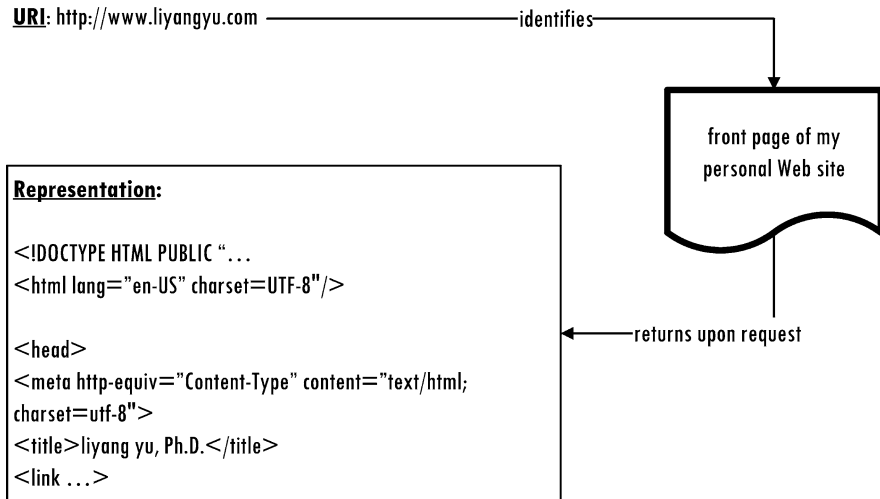 URI: http://www.liyangyu.com
identifies
front page of my
personal Web site
returns upon request
Representation:
<!DOCTYPE HTML PUBLIC “…
<html lang=”en-US” charset=UTF-8"/>
<head>
<meta http-equiv=”Content-Type” content=”text/html;
charset=utf-8">
<title>liyang yu, Ph.D.</title>
<link …>